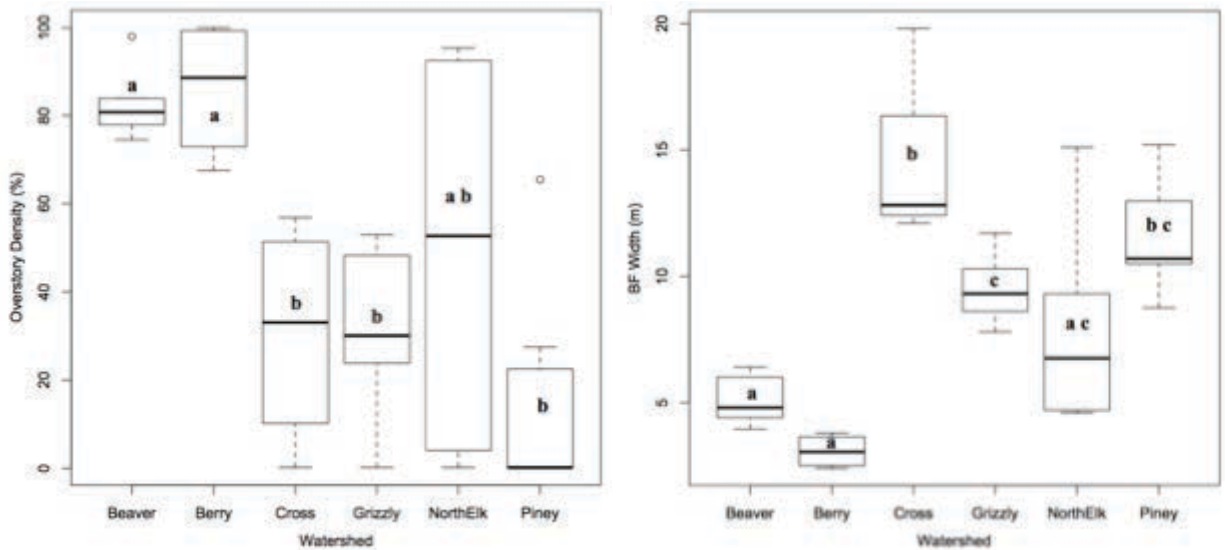 Overstory Density (%)
100
80
60
40
20
0
a
a
b
b
a b
b
Beaver Berry Cross Grizzly NorthElk Piney
Watershed
BF Width (m)
20
15
10
5
a
a
b
c
a c
b c
Beaver Berry Cross Grizzly NorthElk Piney
Watershed